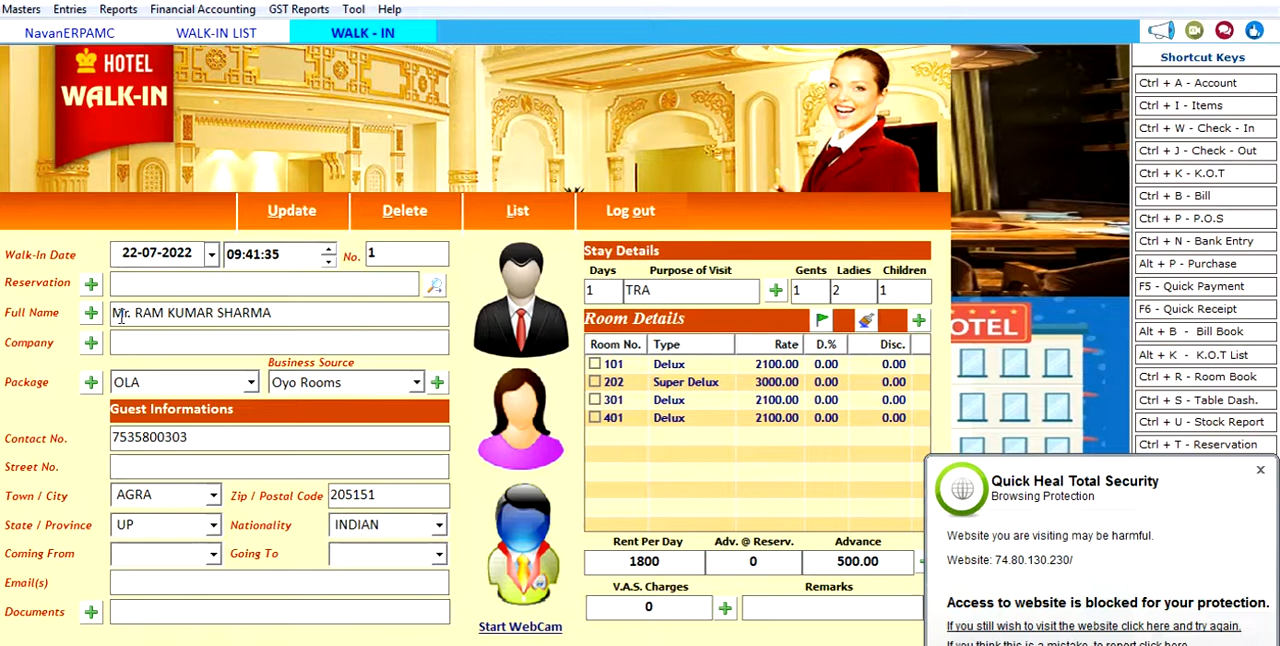 Masters Entries Reports Financial Accounting GST Reports Tool Help
NavanERPAMC WALK-IN LIST WALK - IN
HOTEL
WALK-IN
Update Delete List Log out
Walk-In Date 22-07-2022 09:41:35 No. 1
Reservation
Full Name Mr. RAM KUMAR SHARMA
Company
Business Source
Package OLA Oyo Rooms
Guest Informations
Contact No. 7535800303
Street No.
Town / City AGRA Zip / Postal Code 205151
State / Province UP Nationality INDIAN
Coming From Going To
Email(s)
Documents
Start WebCam
Stay Details
Days Purpose of Visit Gents Ladies Children
1 TRA 1 2 1
Room Details
Room No. Type Rate D.% Disc.
101 Delux 2100.00 0.00 0.00
202 Super Delux 3000.00 0.00 0.00
301 Delux 2100.00 0.00 0.00
401 Delux 2100.00 0.00 0.00
Rent Per Day Adv. @ Reserv. Advance
1800 0 500.00
V.A.S. Charges Remarks
0
OTEL
Shortcut Keys
Ctrl + A - Account
Ctrl + I - Items
Ctrl + W - Check - In
Ctrl + J - Check - Out
Ctrl + K - K.O.T
Ctrl + B - Bill
Ctrl + P - P.O.S
Ctrl + N - Bank Entry
Alt + P - Purchase
F5 - Quick Payment
F6 - Quick Receipt
Alt + B - Bill Book
Alt + K - K.O.T List
Ctrl + R - Room Book
Ctrl + S - Table Dash.
Ctrl + U - Stock Report
Ctrl + T - Reservation
Quick Heal Total Security
Browsing Protection
Website you are visiting may be harmful.
Website: 74.80.130.230/
Access to website is blocked for your protection.
If you still wish to visit the website click here and try again.
If you think this is a mistake, to report click here